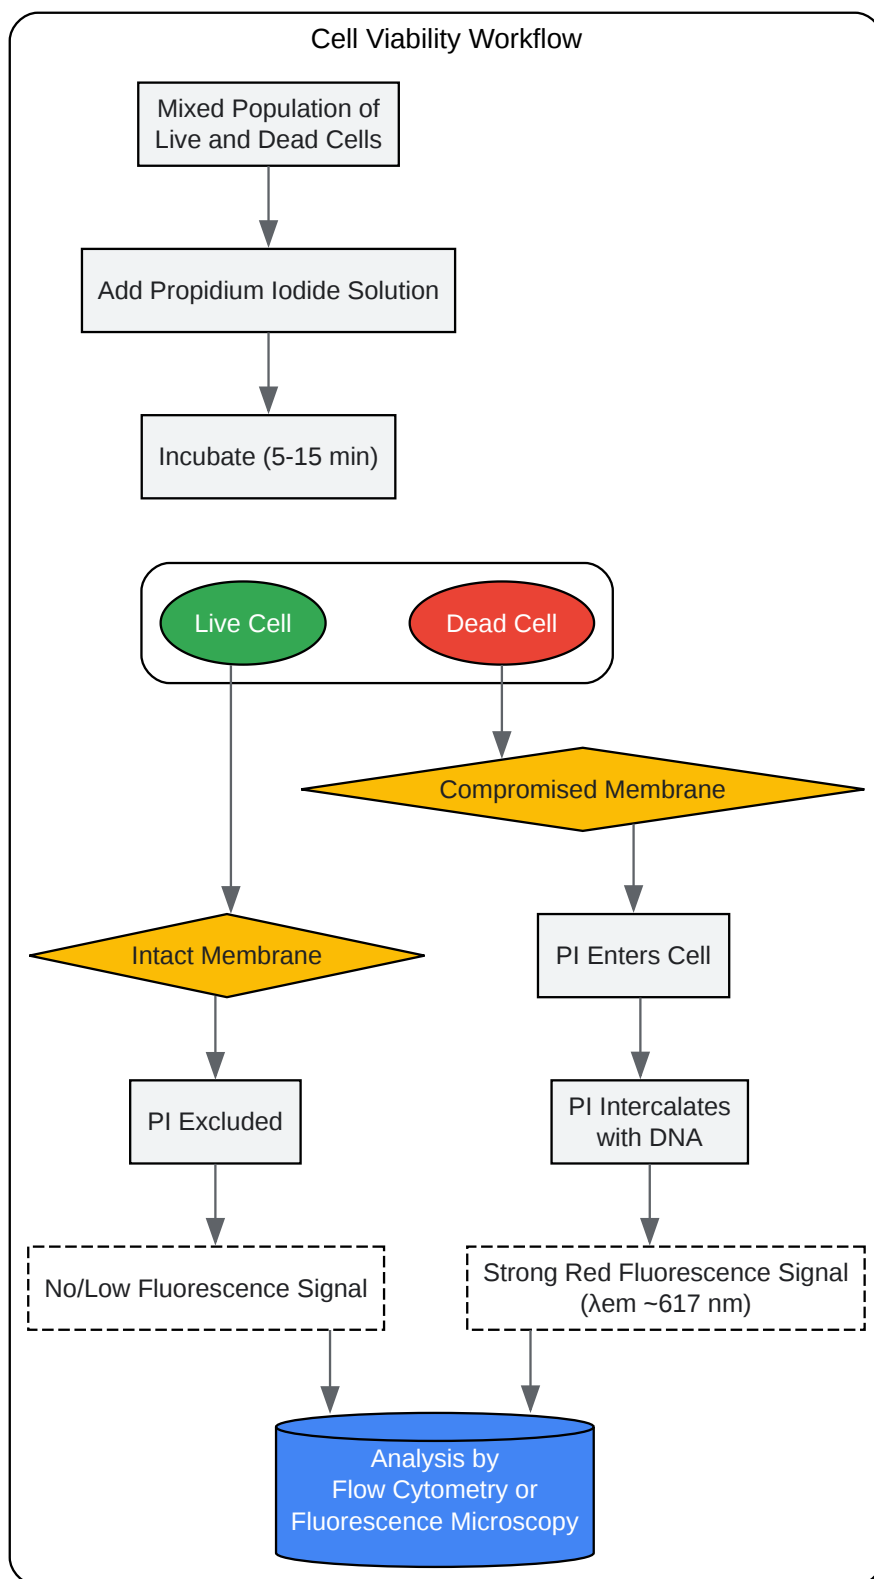 Cell Viability Workflow
Mixed Population of
Live and Dead Cells
Add Propidium Iodide Solution
Incubate (5-15 min)
Live Cell
Dead Cell
Compromised Membrane
Intact Membrane
PI Enters Cell
PI Excluded
PI Intercalates
with DNA
No/Low Fluorescence Signal
Strong Red Fluorescence Signal
(λem ~617 nm)
Analysis by
Flow Cytometry or
Fluorescence Microscopy